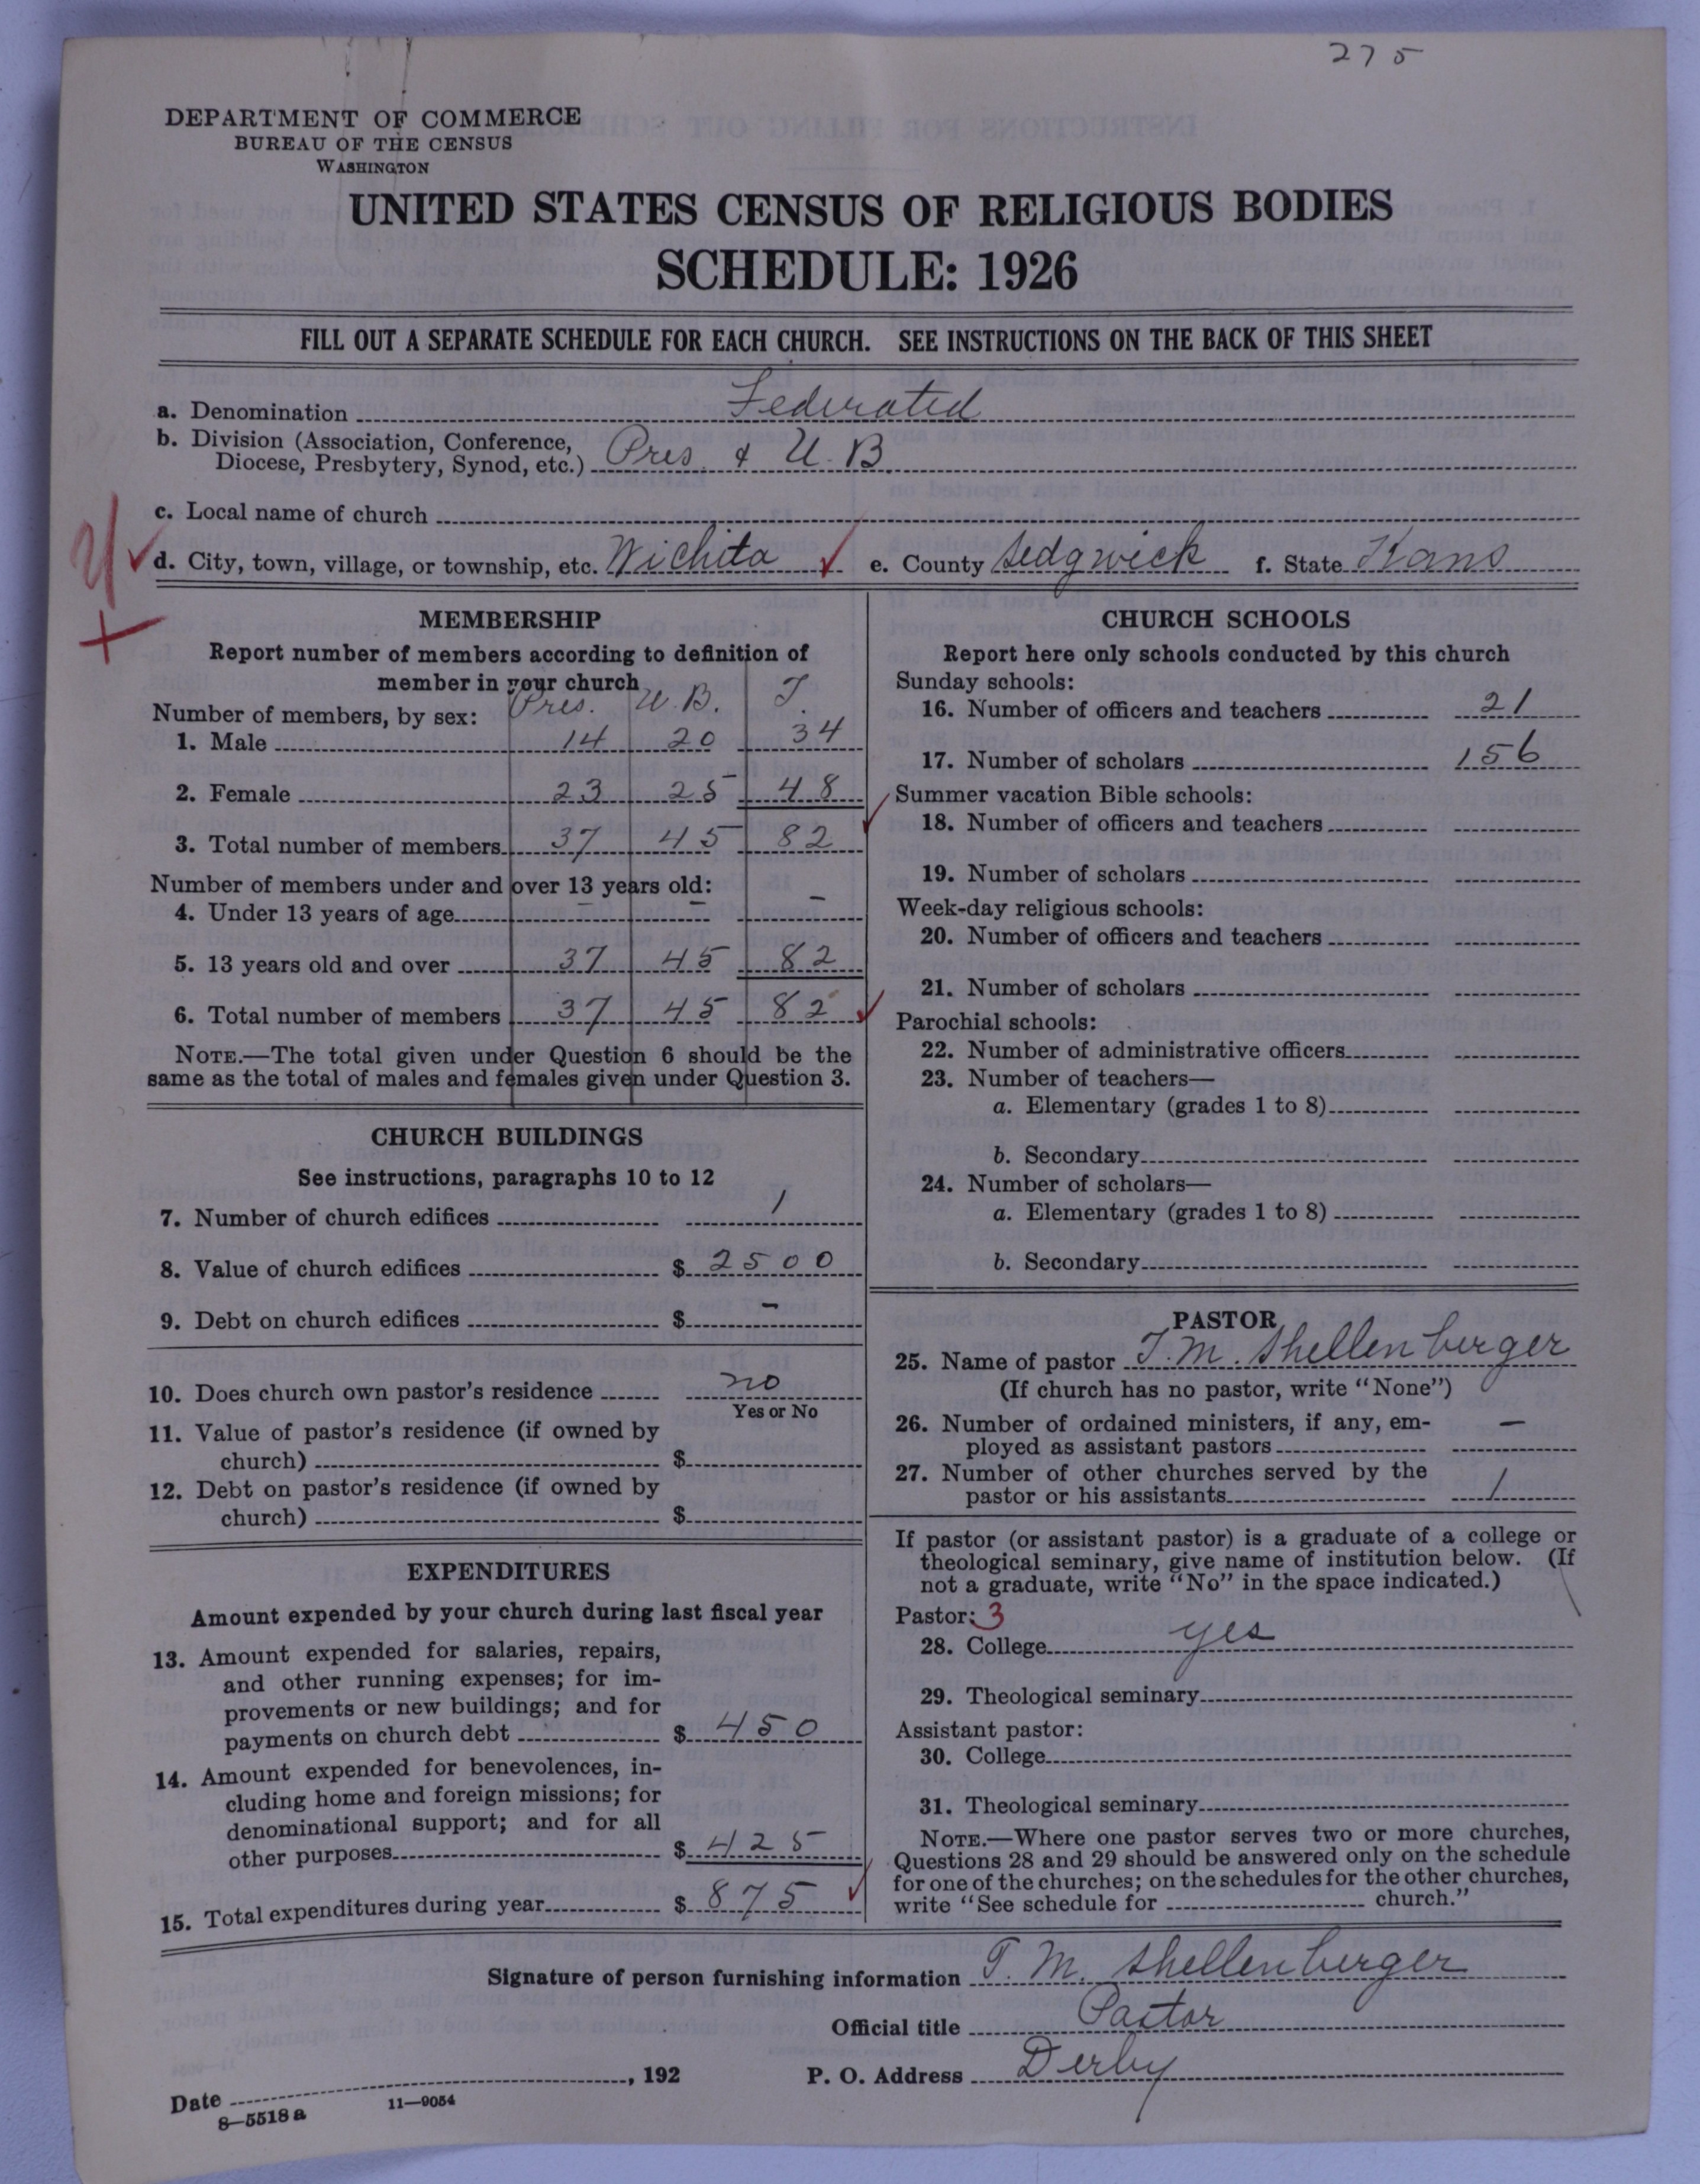 275
DEPARTMENT OF COMMERCE
BUREAU OF THE CENSUS
WASHINGTON
UNITED STATES CENSUS OF RELIGIOUS BODIES
SCHEDULE: 1926
FILL OUT A SEPARATE SCHEDULE FOR EACH CHURCH. SEE INSTRUCTIONS ON THE BACK OF THIS SHEET
a. Denomination Federated
b. Division (Association, Conference,
Diocese, Presbytery, Synod, etc.) Pres. & U. B.
c. Local name of church
d. City, town, village, or township, etc. Wichita e. County Sedgwick f. State Kans
MEMBERSHIP
Report number of members according to definition of
member in your church
Pres. U. B. T.
Number of members, by sex:
1. Male 14 20 34
2. Female 23 25 48
3. Total number of members 37 45 82
Number of members under and over 13 years old:
4. Under 13 years of age - - -
5. 13 years old and over 37 45 82
6. Total number of members 37 45 82
NOTE.—The total given under Question 6 should be the
same as the total of males and females given under Question 3.
CHURCH BUILDINGS
See instructions, paragraphs 10 to 12
7. Number of church edifices 1
8. Value of church edifices $ 2500
9. Debt on church edifices $ -
10. Does church own pastor's residence no
Yes or No
11. Value of pastor's residence (if owned by
church) $
12. Debt on pastor's residence (if owned by
church) $
EXPENDITURES
Amount expended by your church during last fiscal year
13. Amount expended for salaries, repairs,
and other running expenses; for im-
provements or new buildings; and for
payments on church debt $ 450
14. Amount expended for benevolences, in-
cluding home and foreign missions; for
denominational support; and for all
other purposes $ 425
15. Total expenditures during year $ 875
CHURCH SCHOOLS
Report here only schools conducted by this church
Sunday schools:
16. Number of officers and teachers 21
17. Number of scholars 156
Summer vacation Bible schools:
18. Number of officers and teachers
19. Number of scholars
Week-day religious schools:
20. Number of officers and teachers
21. Number of scholars
Parochial schools:
22. Number of administrative officers
23. Number of teachers—
a. Elementary (grades 1 to 8)
b. Secondary
24. Number of scholars—
a. Elementary (grades 1 to 8)
b. Secondary
PASTOR
25. Name of pastor T. M. Shellenberger
(If church has no pastor, write "None")
26. Number of ordained ministers, if any, em-
ployed as assistant pastors —
27. Number of other churches served by the
pastor or his assistants 1
If pastor (or assistant pastor) is a graduate of a college or
theological seminary, give name of institution below. (If
not a graduate, write "No" in the space indicated.)
Pastor: 3
28. College yes
29. Theological seminary
Assistant pastor:
30. College
31. Theological seminary
NOTE.—Where one pastor serves two or more churches,
Questions 28 and 29 should be answered only on the schedule
for one of the churches; on the schedules for the other churches,
write "See schedule for church."
Signature of person furnishing information T. M. Shellenberger
Official title Pastor
Date , 192 P. O. Address Derby
8—5518 a 11—9054